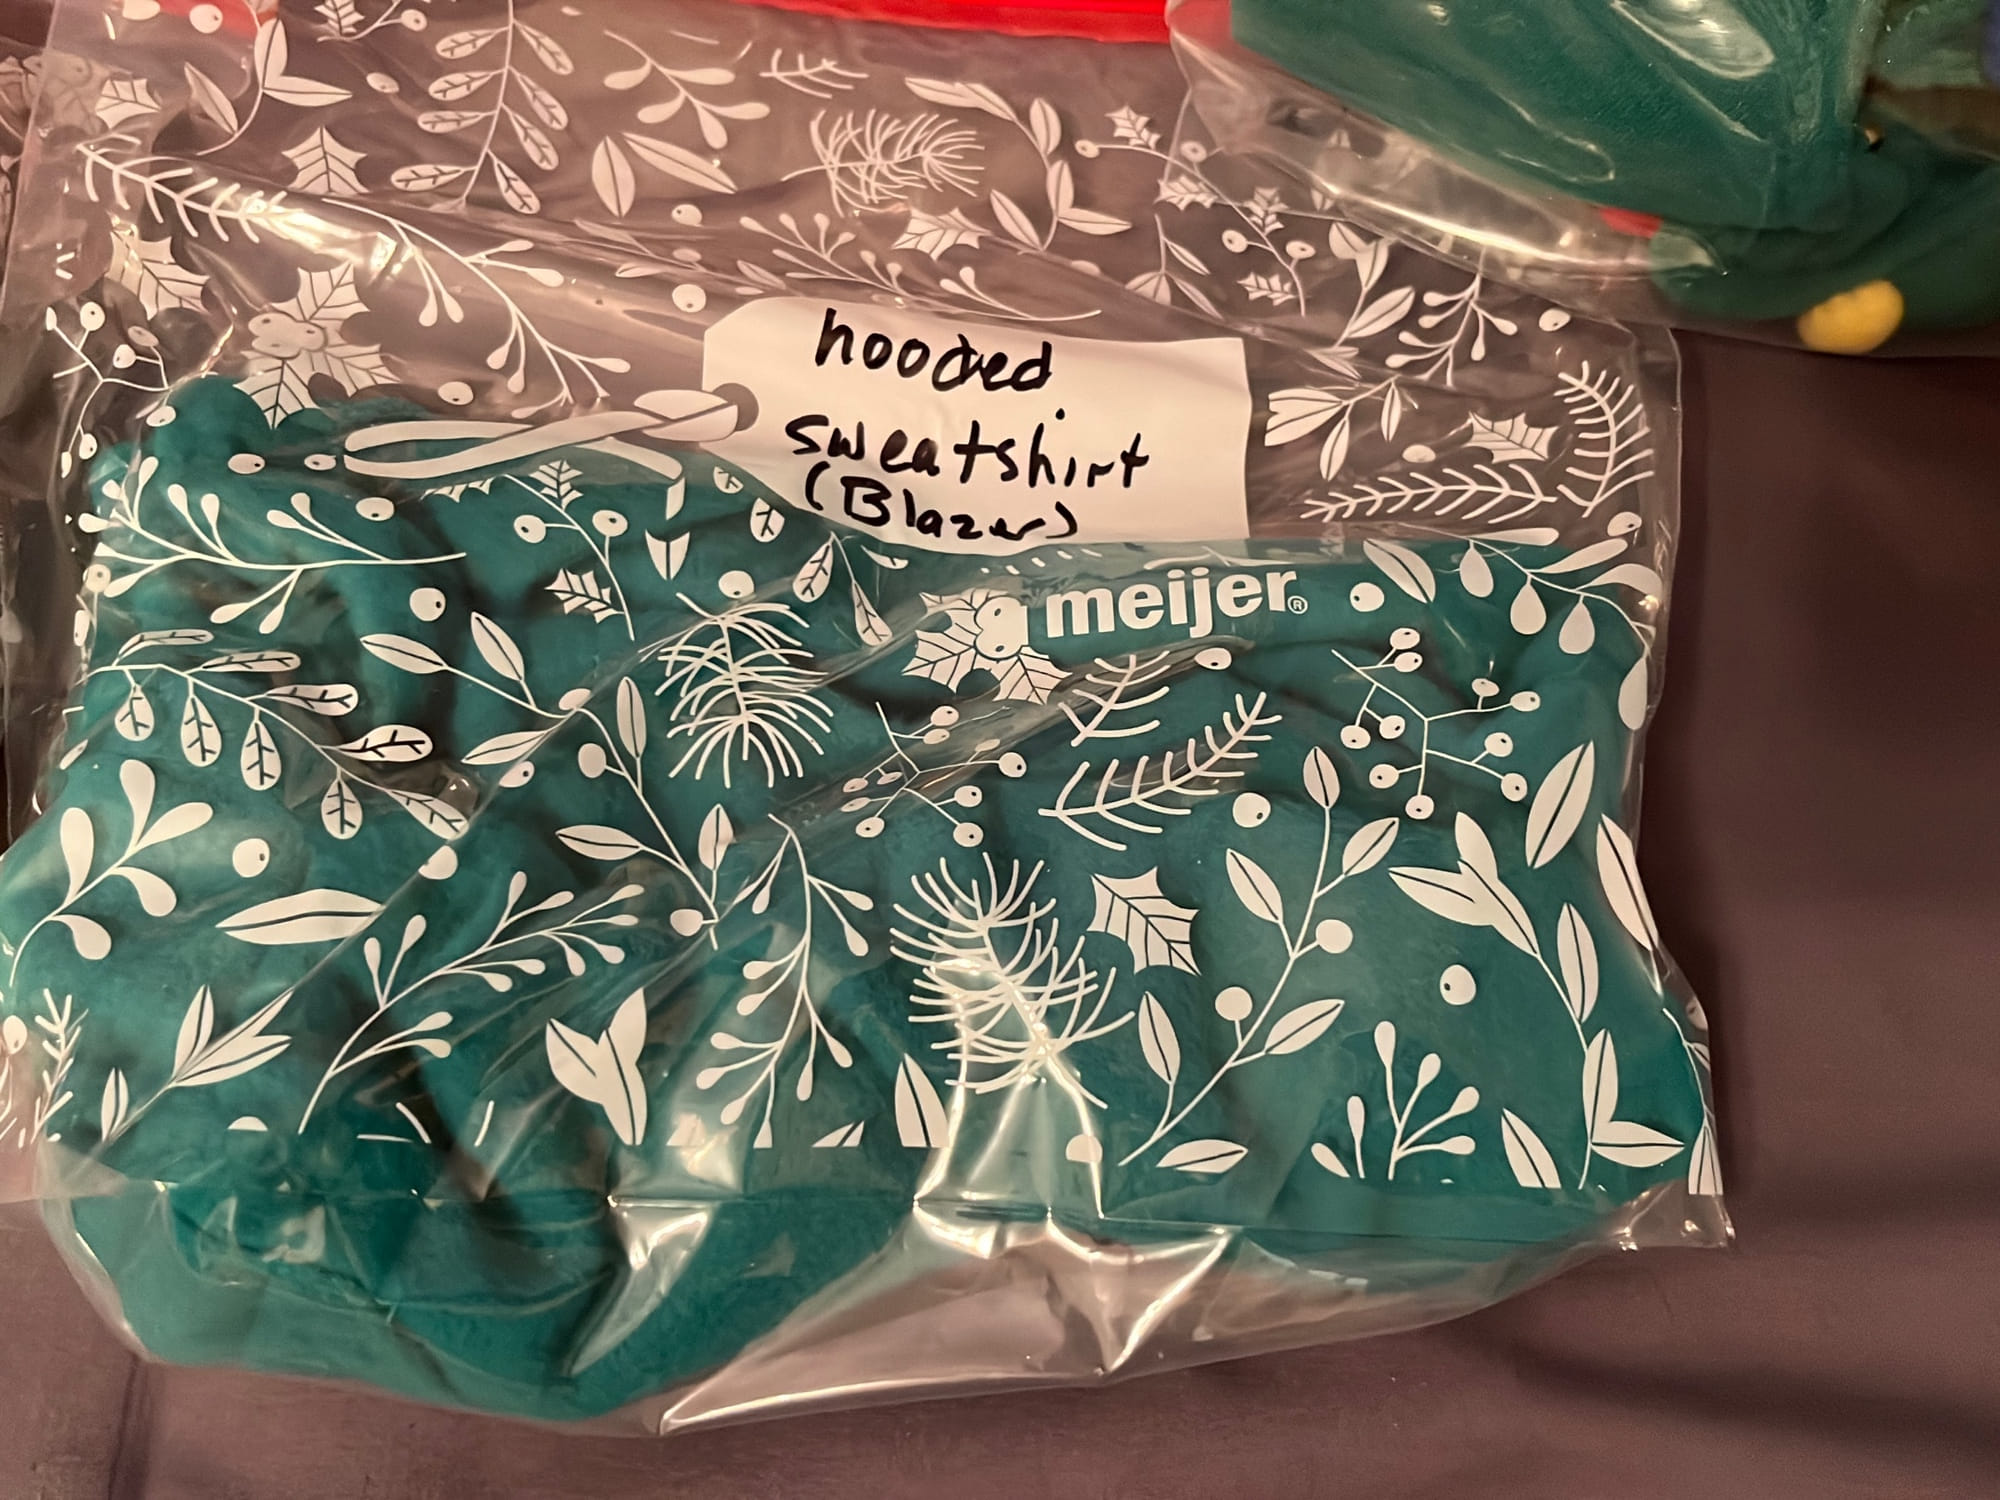 hooded
sweatshirt
(Blazer)
meijer®